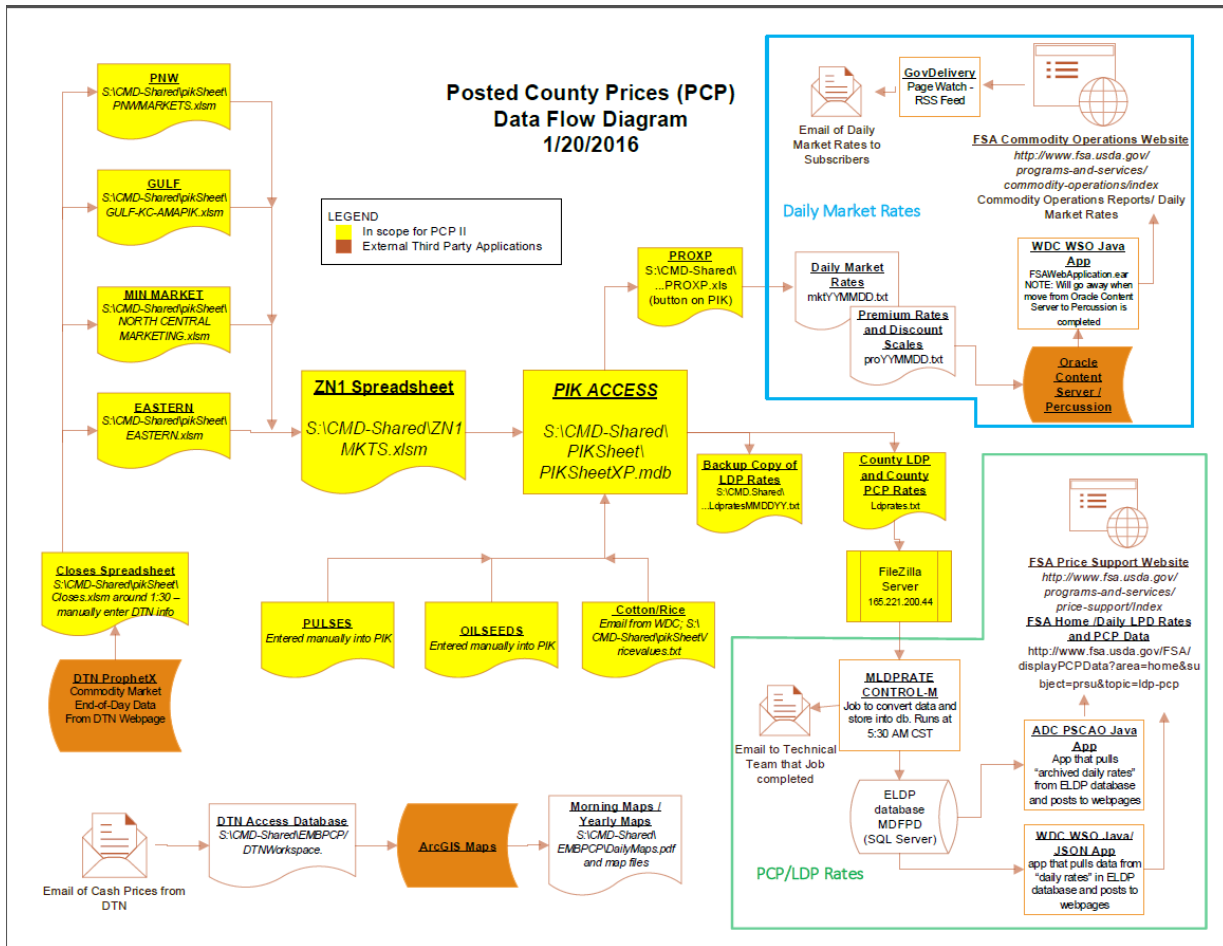 Posted County Prices (PCP)
Data Flow Diagram
1/20/2016
PNW
S:\CMD-Shared\pikSheet\
PNWMARKETS.xlsm
GULF
S:\CMD-Shared\pikSheet\
GULF-KC-AMAPIK.xlsm
MIN MARKET
S:\CMD-Shared\pikSheet\
NORTH CENTRAL
MARKETING.xlsm
EASTERN
S:\CMD-Shared\pikSheet\
EASTERN.xlsm
Closes Spreadsheet
S:\CMD-Shared\pikSheet\
Closes.xlsm around 1:30 –
manually enter DTN info
DTN ProphetX
Commodity Market
End-of-Day Data
From DTN Webpage
LEGEND
In scope for PCP II
External Third Party Applications
ZN1 Spreadsheet
S:\CMD-Shared\ZN1
MKTS.xlsm
PIK ACCESS
S:\CMD-Shared\
PIKSheet\
PIKSheetXP.mdb
PROXP
S:\CMD-Shared\
...PROXP.xls
(button on PIK)
PULSES
Entered manually into PIK
OILSEEDS
Entered manually into PIK
Cotton/Rice
Email from WDC; S:\
CMD-Shared\pikSheet\/
ricevalues.txt
Backup Copy of
LDP Rates
S:\CMD.Shared\
...LdpratesMMDDYY.txt
County LDP
and County
PCP Rates
Ldprates.txt
FileZilla
Server
165.221.200.44
Daily Market Rates
GovDelivery
Page Watch -
RSS Feed
Email of Daily
Market Rates to
Subscribers
FSA Commodity Operations Website
http://www.fsa.usda.gov/
programs-and-services/
commodity-operations/index
Commodity Operations Reports/ Daily
Market Rates
Daily Market
Rates
mktYYMMDD.txt
Premium Rates
and Discount
Scales
proYYMMDD.txt
WDC WSO Java
App
FSAWebApplication.ear
NOTE: Will go away when
move from Oracle Content
Server to Percussion is
completed
Oracle
Content
Server /
Percussion
FSA Price Support Website
http://www.fsa.usda.gov/
programs-and-services/
price-support/Index
FSA Home /Daily LPD Rates
and PCP Data
http://www.fsa.usda.gov/FSA/
displayPCPData?area=home&su
bject=prsu&topic=ldp-pcp
MLDPRATE
CONTROL-M
Job to convert data and
store into db. Runs at
5:30 AM CST
Email to Technical
Team that Job
completed
ELDP
database
MDFPD
(SQL Server)
ADC PSCAO Java
App
App that pulls
"archived daily rates"
from ELDP database
and posts to webpages
WDC WSO Java/
JSON App
app that pulls data from
"daily rates" in ELDP
database and posts to
webpages
PCP/LDP Rates
Email of Cash Prices from
DTN
DTN Access Database
S:\CMD-Shared\EMBPCP/
DTNWorkspace.
ArcGIS Maps
Morning Maps /
Yearly Maps
S:\CMD-Shared\
EMBPCP\DailyMaps.pdf
and map files